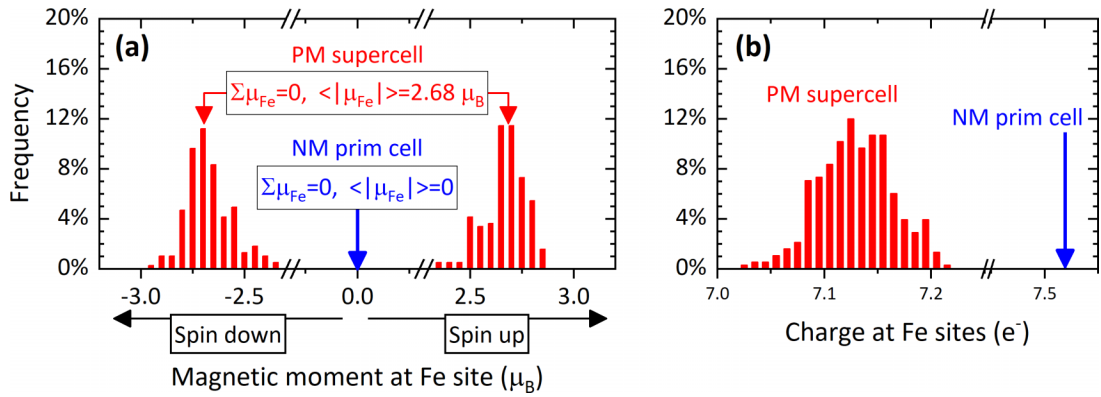 20%
16%
12%
8%
4%
0%
Frequency
(a)
PM supercell
Σμ_Fe=0, <|μ_Fe|>=2.68 μ_B
NM prim cell
Σμ_Fe=0, <|μ_Fe|>=0
-3.0 -2.5 0.0 2.5 3.0
Spin down Spin up
Magnetic moment at Fe site (μ_B)
20%
16%
12%
8%
4%
0%
(b)
PM supercell
NM prim cell
7.0 7.1 7.2 7.5
Charge at Fe sites (e⁻)